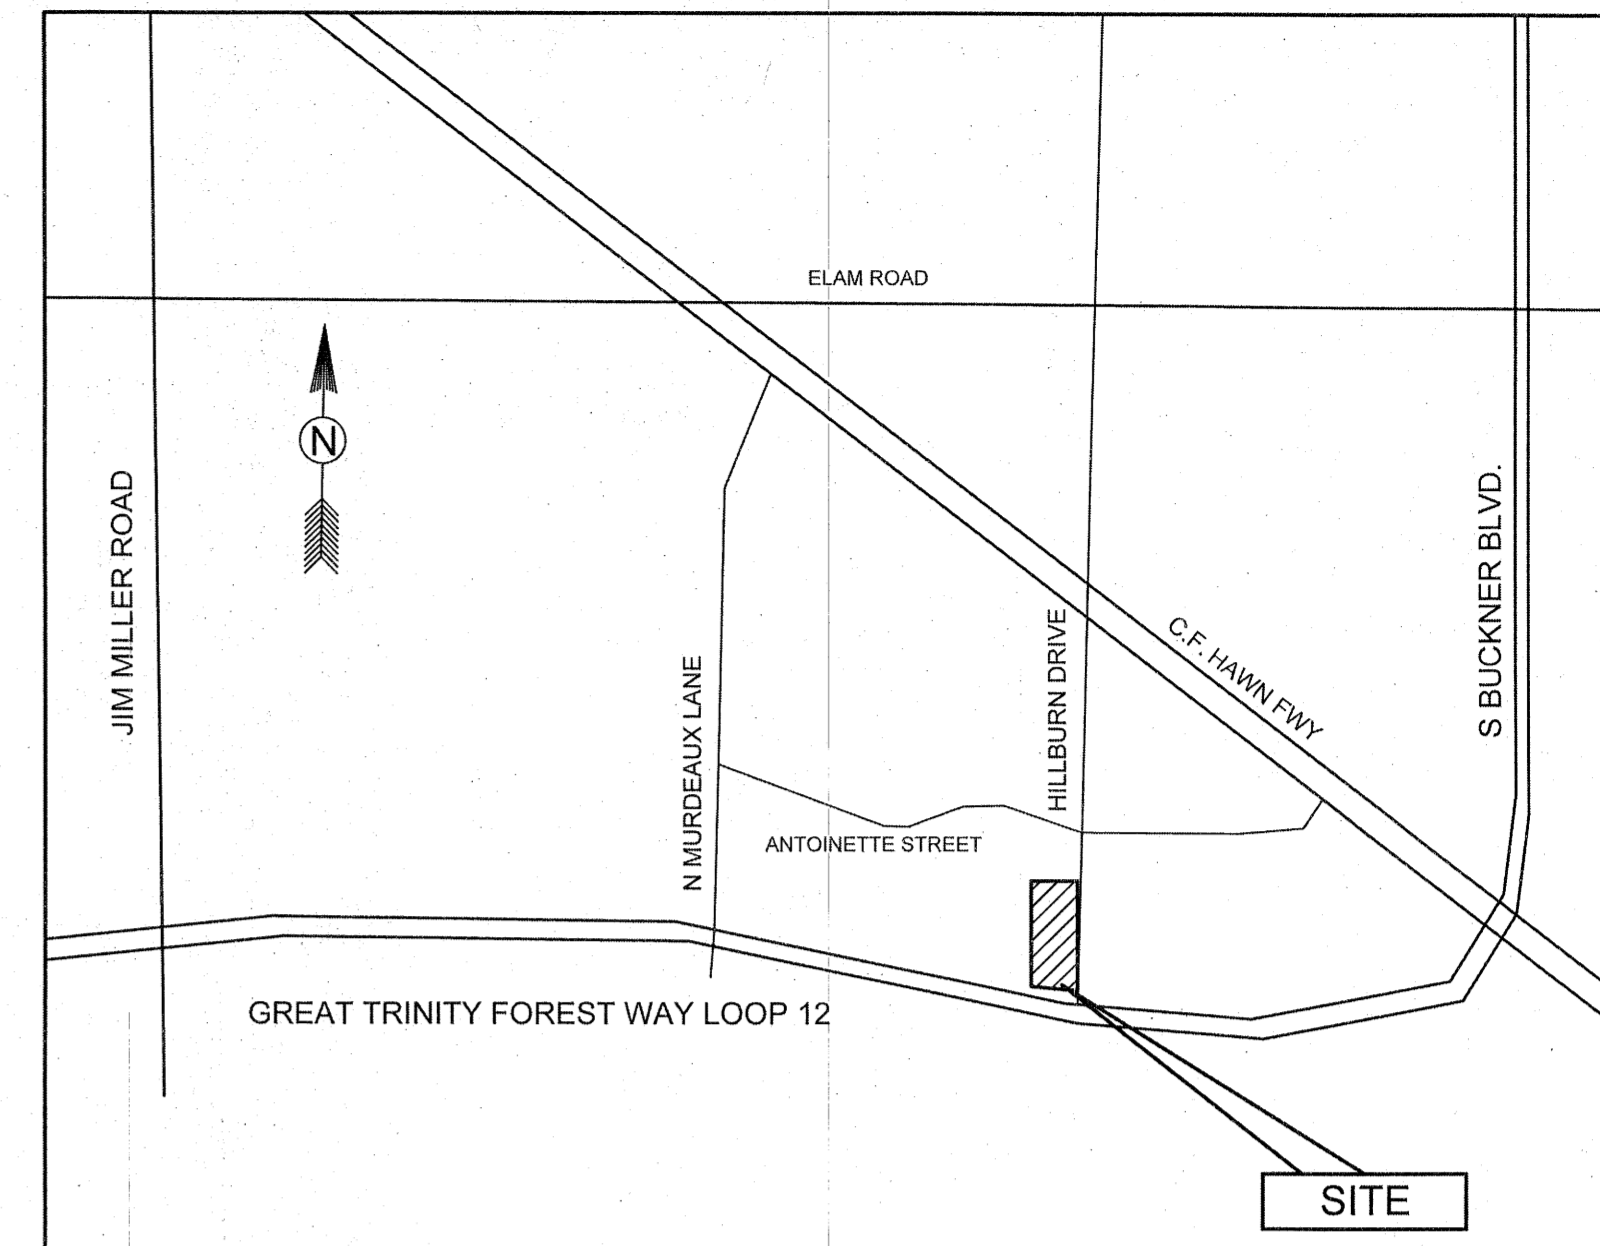 ELAM ROAD
N
JIM MILLER ROAD
S BUCKNER BLVD.
HILLBURN DRIVE
C.F. HAWN FWY
N MURDEAUX LANE
ANTOINETTE STREET
GREAT TRINITY FOREST WAY LOOP 12
SITE